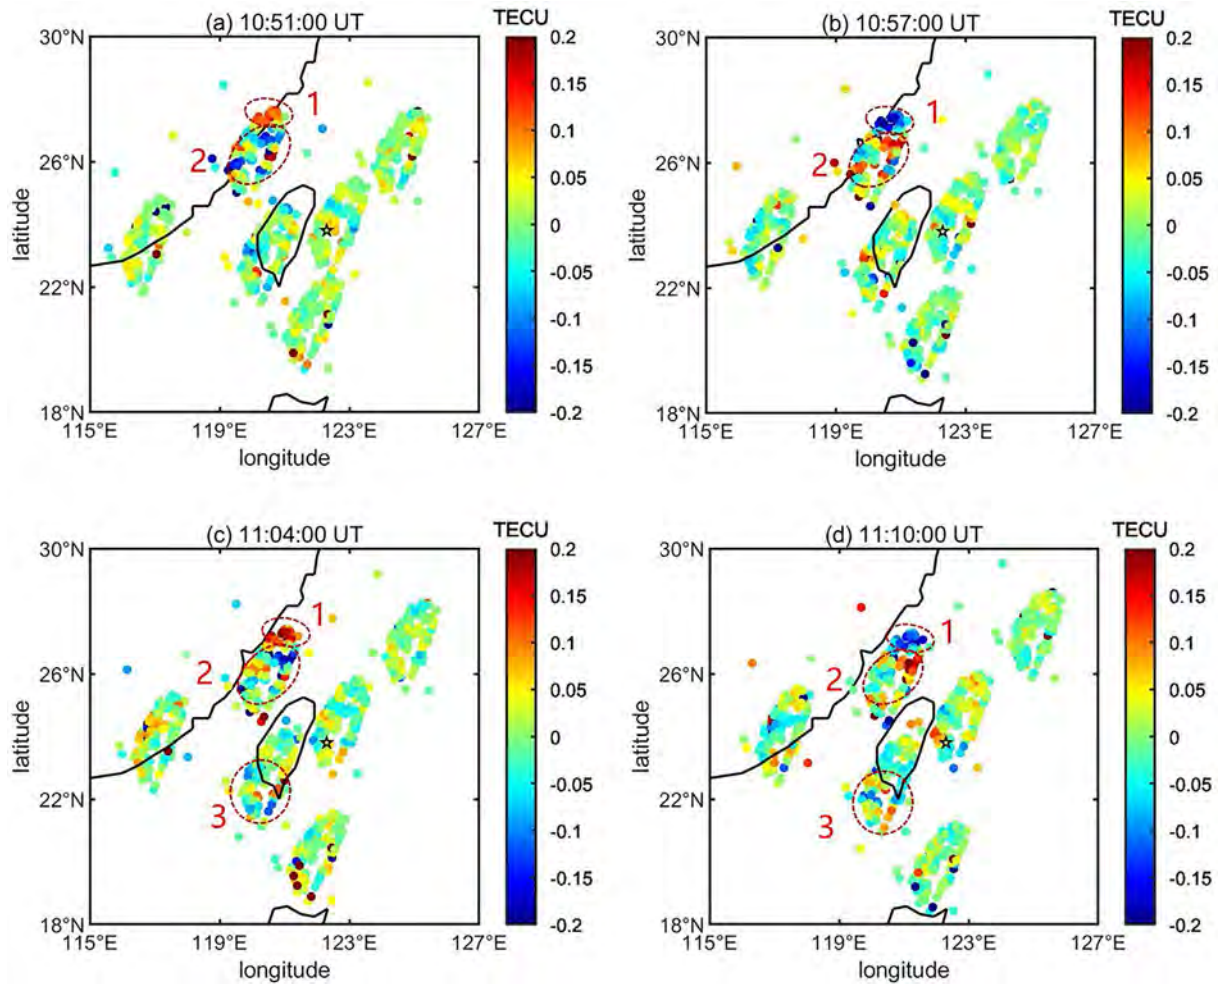 (a) 10:51:00 UT
TECU
30°N
26°N
22°N
18°N
latitude
115°E
119°E
123°E
127°E
longitude
1
2
0.2
0.15
0.1
0.05
0
-0.05
-0.1
-0.15
-0.2
(b) 10:57:00 UT
TECU
30°N
26°N
22°N
18°N
latitude
115°E
119°E
123°E
127°E
longitude
1
2
0.2
0.15
0.1
0.05
0
-0.05
-0.1
-0.15
-0.2
(c) 11:04:00 UT
TECU
30°N
26°N
22°N
18°N
latitude
115°E
119°E
123°E
127°E
longitude
1
2
3
0.2
0.15
0.1
0.05
0
-0.05
-0.1
-0.15
-0.2
(d) 11:10:00 UT
TECU
30°N
26°N
22°N
18°N
latitude
115°E
119°E
123°E
127°E
longitude
1
2
3
0.2
0.15
0.1
0.05
0
-0.05
-0.1
-0.15
-0.2